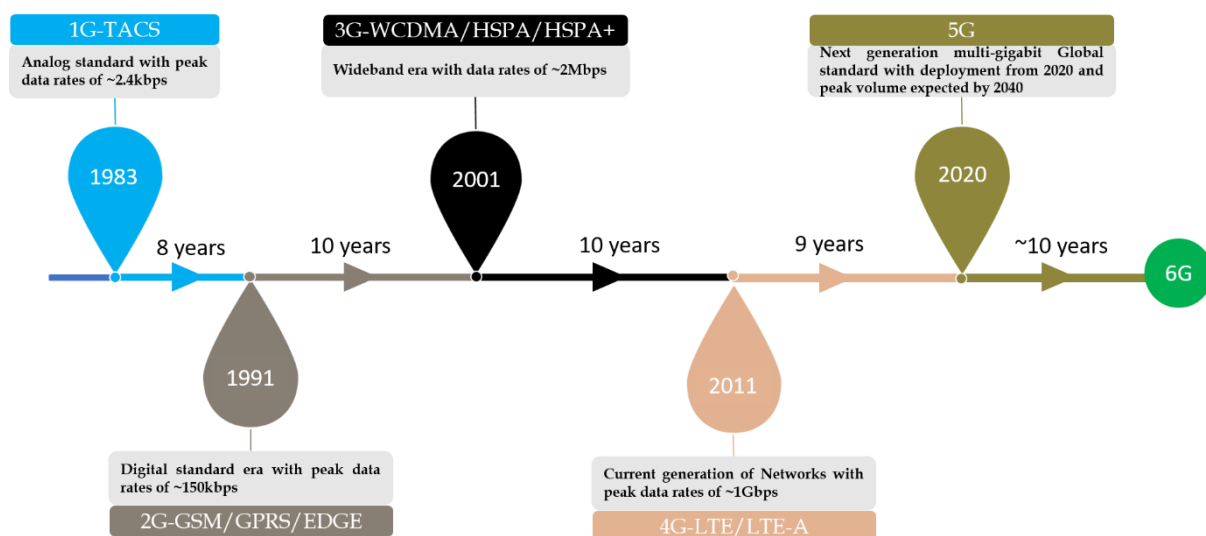 1G-TACS
Analog standard with peak
data rates of ~2.4kbps
3G-WCDMA/HSPA/HSPA+
Wideband era with data rates of ~2Mbps
5G
Next generation multi-gigabit Global
standard with deployment from 2020 and
peak volume expected by 2040
1983
2001
2020
8 years
10 years
10 years
9 years
~10 years
6G
1991
2011
Digital standard era with peak data
rates of ~150kbps
2G-GSM/GPRS/EDGE
Current generation of Networks with
peak data rates of ~1Gbps
4G-LTE/LTE-A